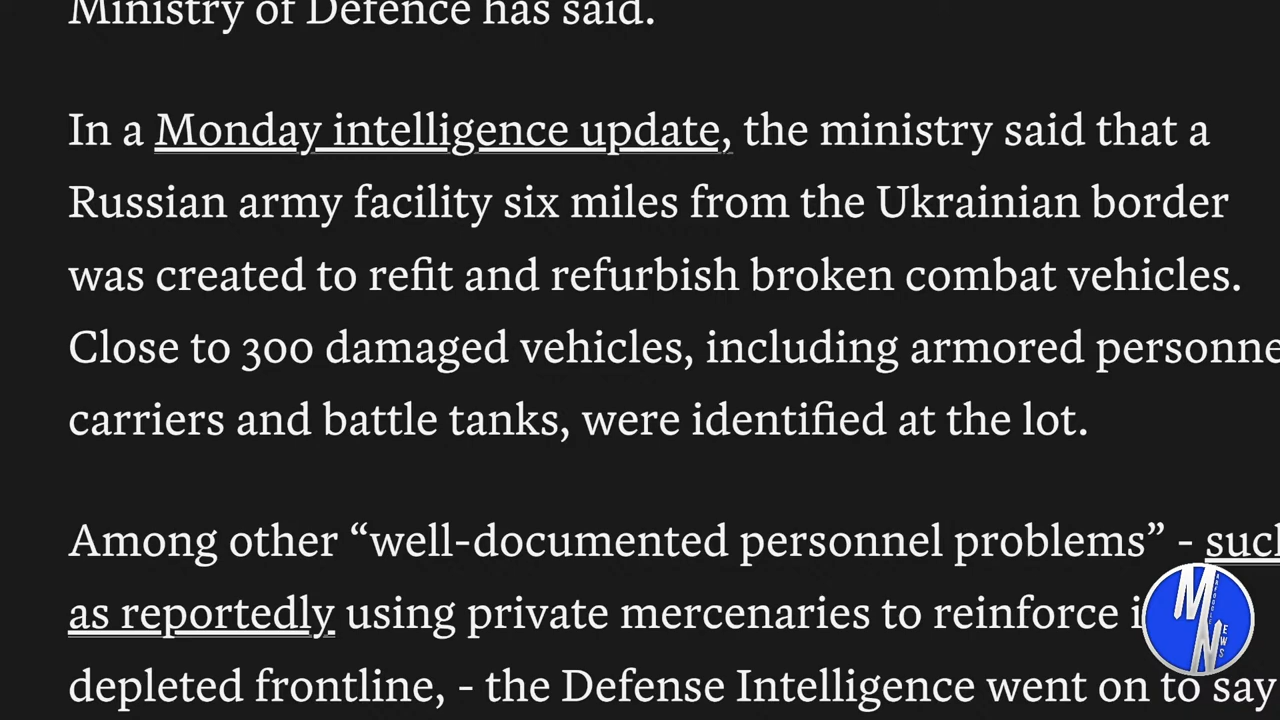 Ministry of Defence has said.
In a Monday intelligence update, the ministry said that a
Russian army facility six miles from the Ukrainian border
was created to refit and refurbish broken combat vehicles.
Close to 300 damaged vehicles, including armored personne
carriers and battle tanks, were identified at the lot.
Among other “well-documented personnel problems” - such
as reportedly using private mercenaries to reinforce
depleted frontline, - the Defense Intelligence went on to say
M
N
EWS